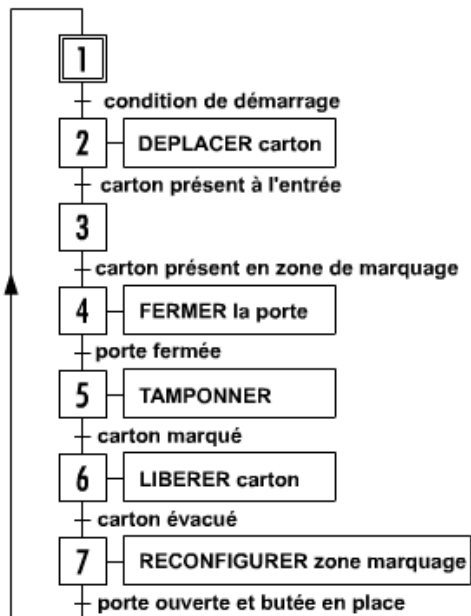 1
condition de démarrage
2 DEPLACER carton
carton présent à l'entrée
3
carton présent en zone de marquage
4 FERMER la porte
porte fermée
5 TAMPONNER
carton marqué
6 LIBERER carton
carton évacué
7 RECONFIGURER zone marquage
porte ouverte et butée en place